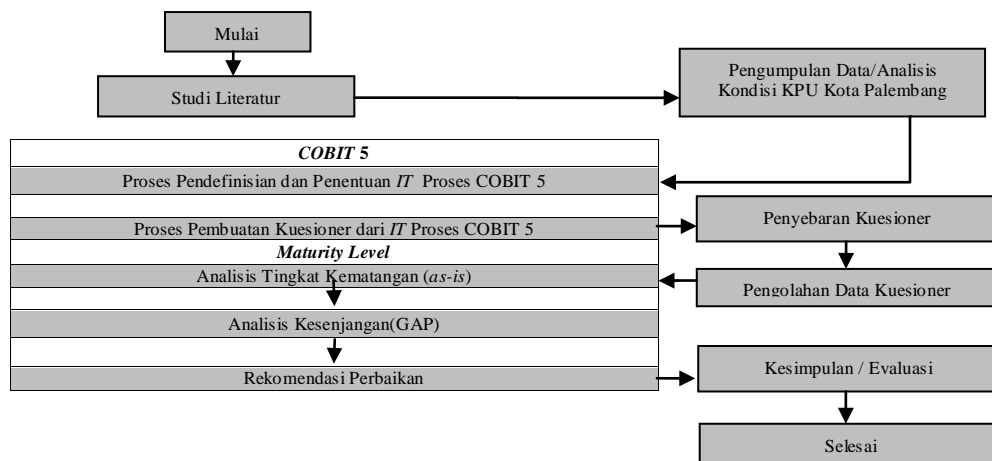 Mulai
Studi Literatur
Pengumpulan Data/Analisis
Kondisi KPU Kota Palembang
COBIT 5
Proses Pendefinisian dan Penentuan IT Proses COBIT 5
Proses Pembuatan Kuesioner dari IT Proses COBIT 5
Penyebaran Kuesioner
Maturity Level
Analisis Tingkat Kematangan (as-is)
Pengolahan Data Kuesioner
Analisis Kesenjangan(GAP)
Rekomendasi Perbaikan
Kesimpulan / Evaluasi
Selesai